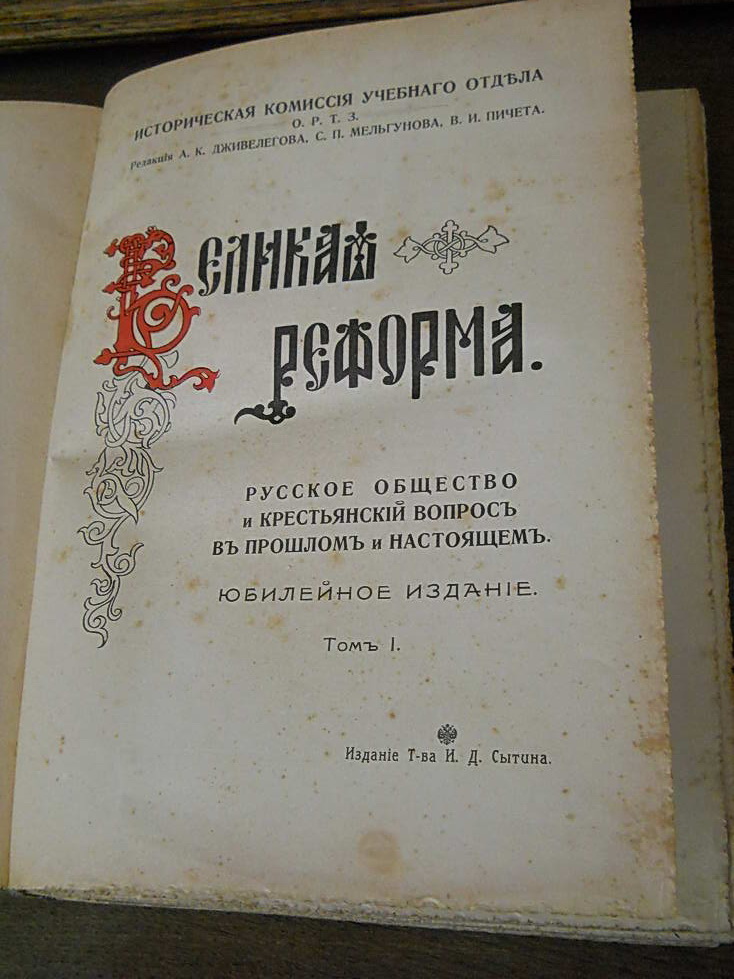 ИСТОРИЧЕСКАЯ КОМИССІЯ УЧЕБНАГО ОТДѢЛА
О. Р. Т. З.
Редакція А. К. ДЖИВЕЛЕГОВА, С. П. МЕЛЬГУНОВА, В. И. ПИЧЕТА.
ВЕЛИКАѦ
РЕФОРМА.
РУССКОЕ ОБЩЕСТВО
и КРЕСТЬЯНСКІЙ ВОПРОСЪ
ВЪ ПРОШЛОМЪ и НАСТОЯЩЕМЪ.
ЮБИЛЕЙНОЕ ИЗДАНІЕ.
Томъ I.
Изданіе Т-ва И. Д. Сытина.